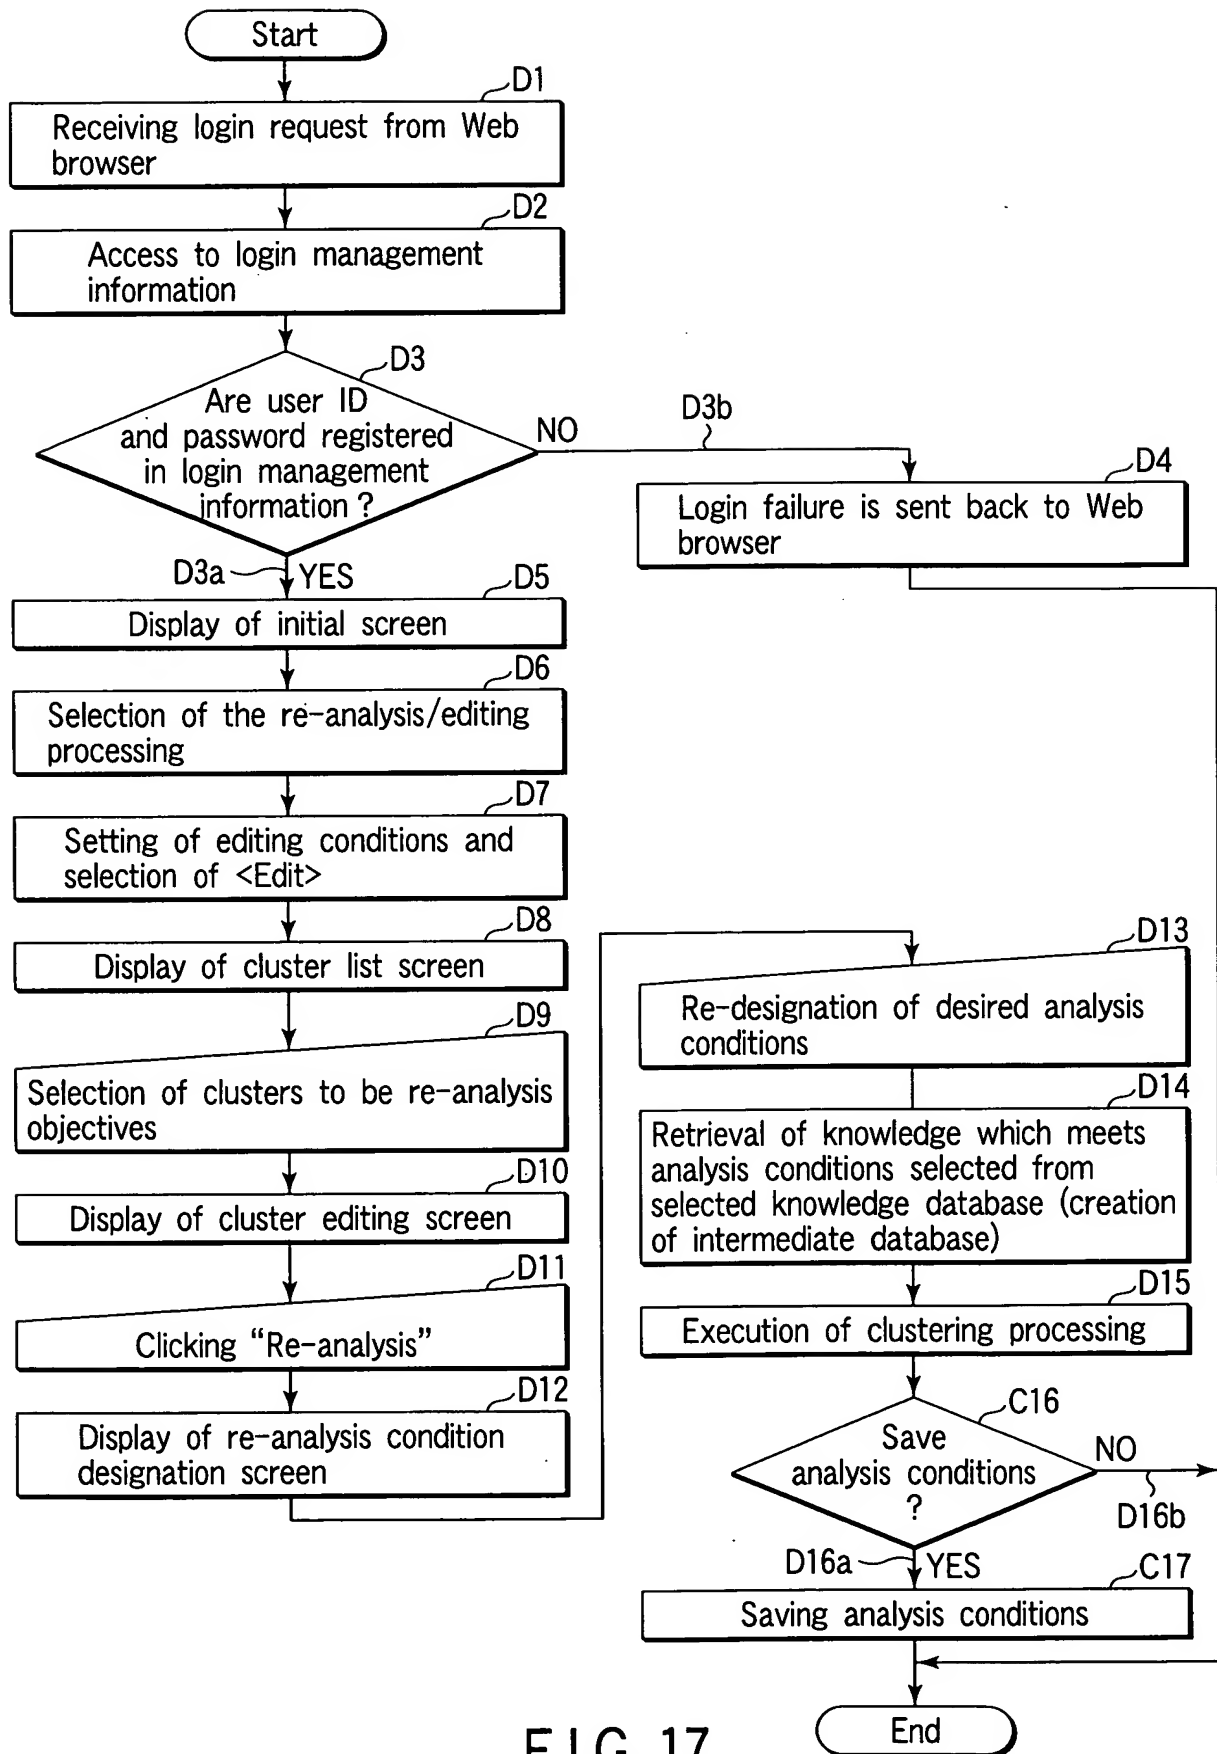 Start
D1
Receiving login request from Web
browser
D2
Access to login management
information
D3
Are user ID
and password registered
in login management
information ?
NO
D3b
D4
Login failure is sent back to Web
browser
D3a
YES
D5
Display of initial screen
D6
Selection of the re-analysis/editing
processing
D7
Setting of editing conditions and
selection of <Edit>
D8
Display of cluster list screen
D9
Selection of clusters to be re-analysis
objectives
D10
Display of cluster editing screen
D11
Clicking “Re-analysis”
D12
Display of re-analysis condition
designation screen
D13
Re-designation of desired analysis
conditions
D14
Retrieval of knowledge which meets
analysis conditions selected from
selected knowledge database (creation
of intermediate database)
D15
Execution of clustering processing
C16
Save
analysis conditions
?
NO
D16b
D16a
YES
C17
Saving analysis conditions
End
FIG. 17